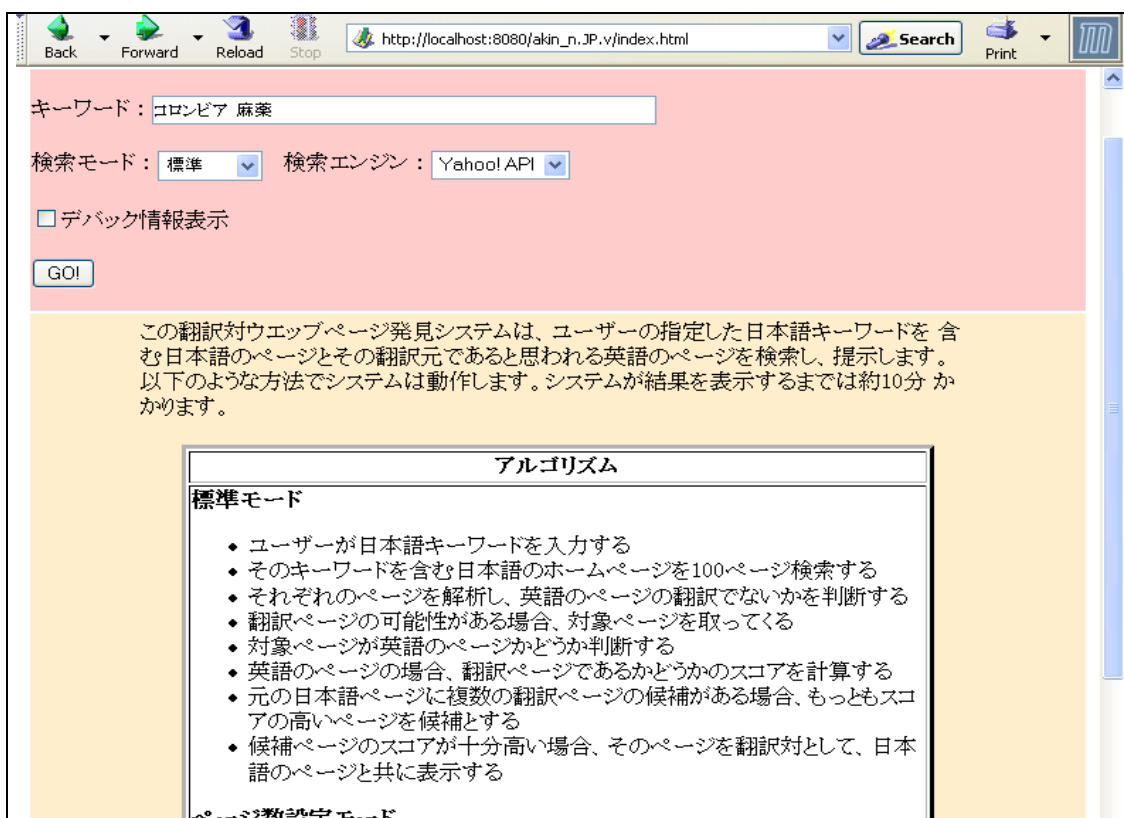 Back Forward Reload Stop http://localhost:8080/akin_n.JP.v/index.html Search Print
キーワード：コロンビア 麻薬
検索モード： 標準 検索エンジン： Yahoo! API
デバック情報表示
GO!
この翻訳対ウエッブページ発見システムは、ユーザーの指定した日本語キーワードを 含
む日本語のページとその翻訳元であると思われる英語のページを検索し、提示します。
以下のような方法でシステムは動作します。システムが結果を表示するまでは約10分 か
かります。
アルゴリズム
標準モード
• ユーザーが日本語キーワードを入力する
• そのキーワードを含む日本語のホームページを100ページ検索する
• それぞれのページを解析し、英語のページの翻訳でないかを判断する
• 翻訳ページの可能性がある場合、対象ページを取ってくる
• 対象ページが英語のページかどうか判断する
• 英語のページの場合、翻訳ページであるかどうかのスコアを計算する
• 元の日本語ページに複数の翻訳ページの候補がある場合、もっともスコ
アの高いページを候補とする
• 候補ページのスコアが十分高い場合、そのページを翻訳対として、日本
語のページと共に表示する
ページ数設定モード